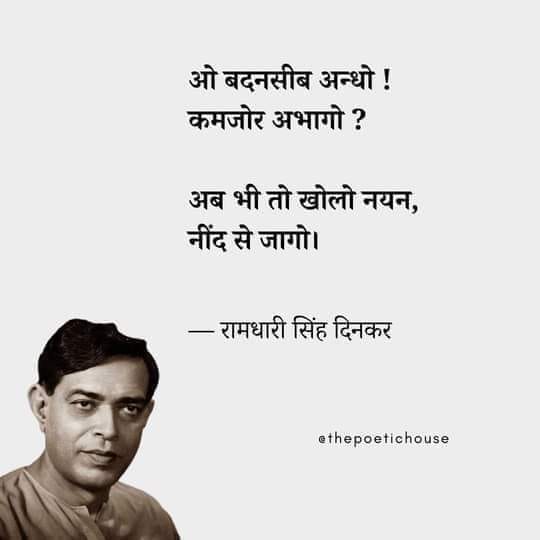 ओ बदनसीब अन्धो !
कमजोर अभागो ?
अब भी तो खोलो नयन,
नींद से जागो।
— रामधारी सिंह दिनकर
@thepoetichouse